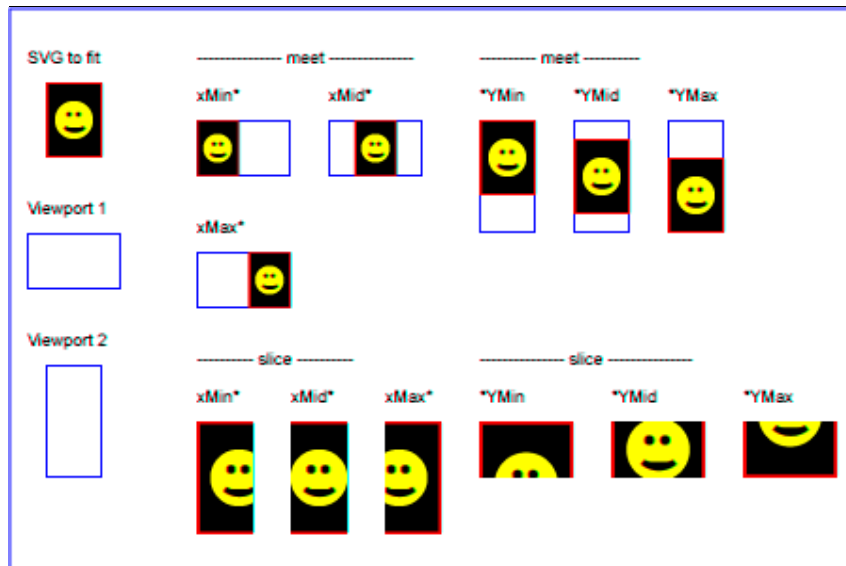 SVG to fit
--------------- meet ---------------
---------- meet ----------
xMin*
xMid*
*YMin
*YMid
*YMax
Viewport 1
xMax*
Viewport 2
---------- slice ----------
--------------- slice ---------------
xMin*
xMid*
xMax*
*YMin
*YMid
*YMax